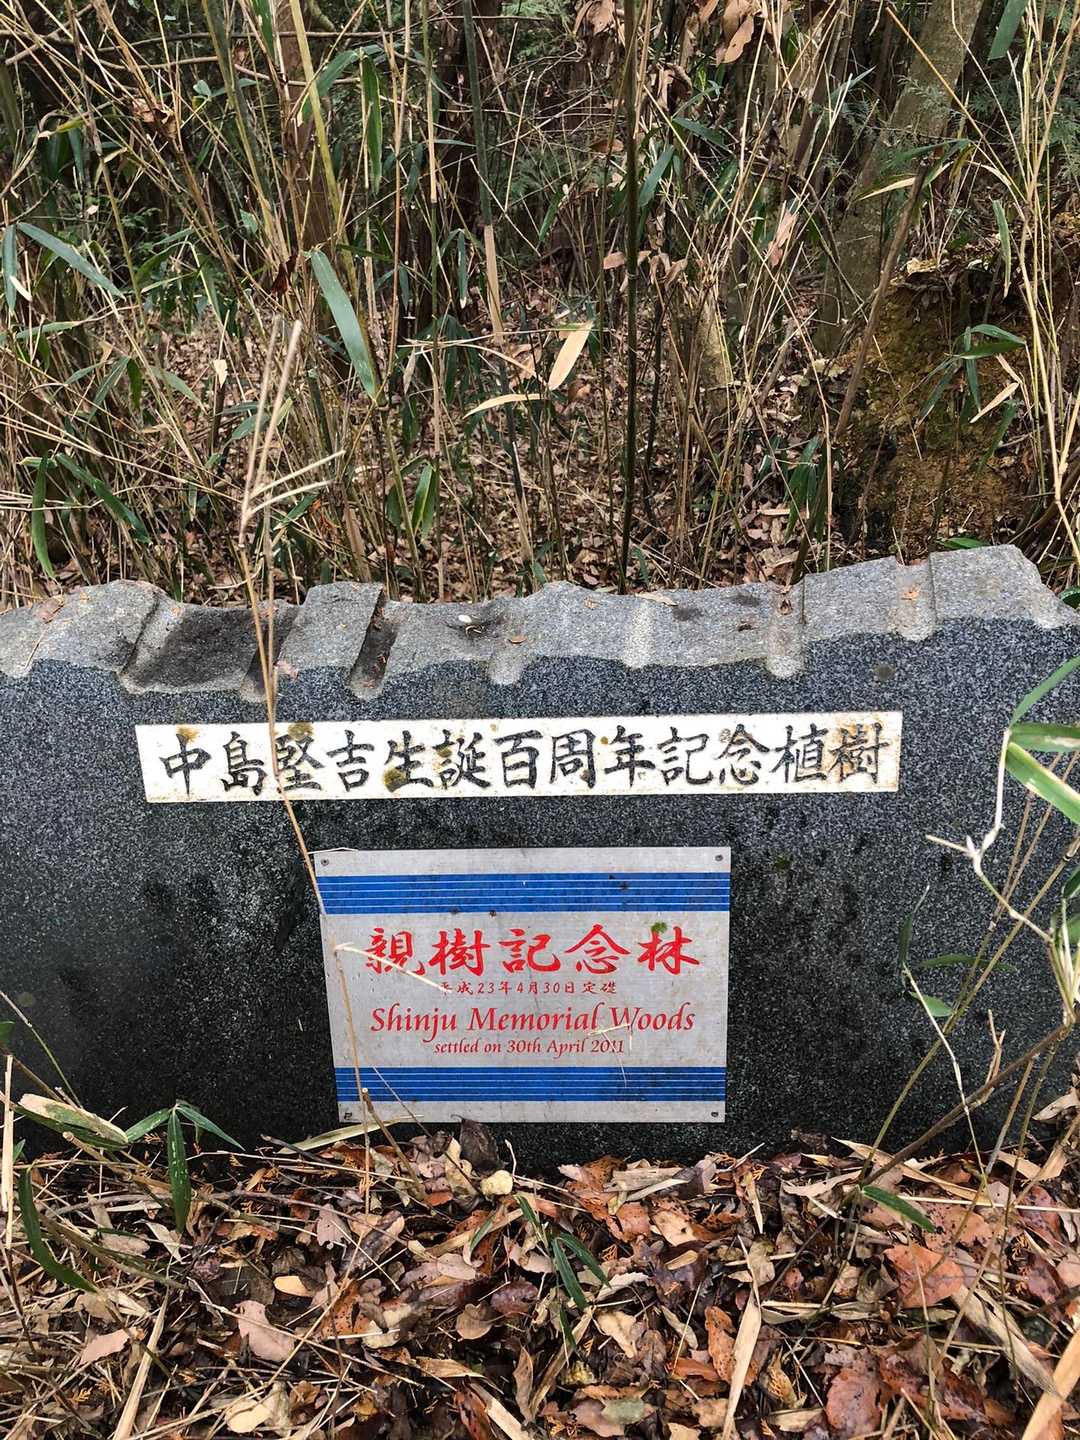 中島堅吉生誕百周年記念植樹
親樹記念林
平成23年4月30日定礎
Shinju Memorial Woods
settled on 30th April 2011